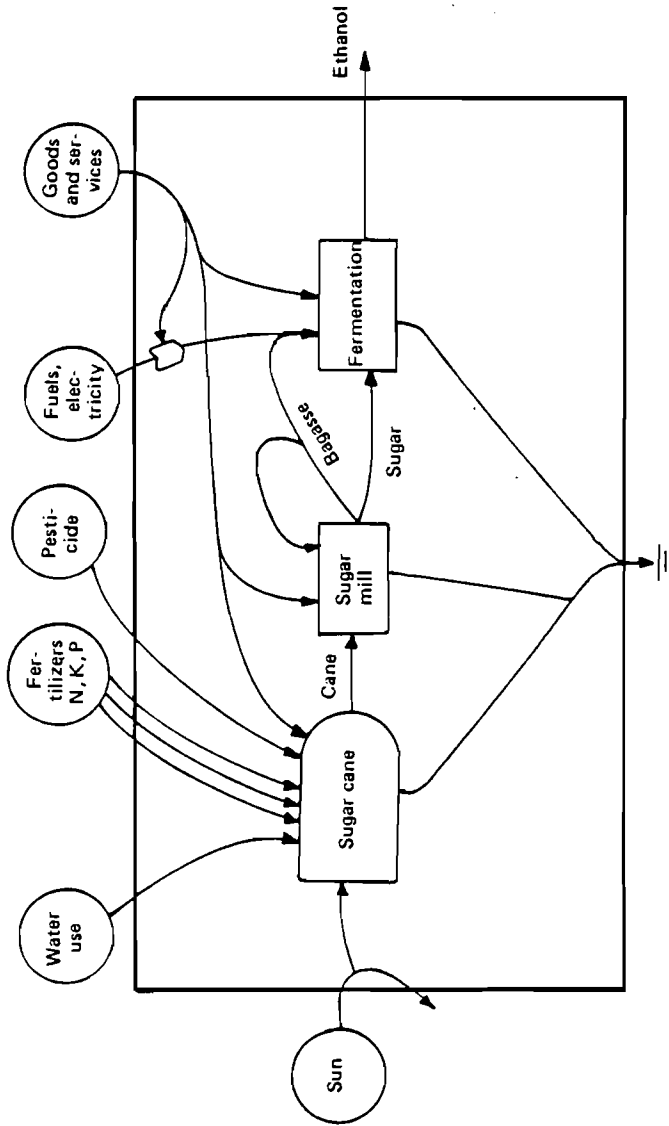 Sun
Water
use
Fer-
tilizers
N, K, P
Pesti-
cide
Fuels,
elec-
tricity
Goods
and ser-
vices
Sugar cane
Cane
Sugar
mill
Bagasse
Sugar
Fermentation
Ethanol